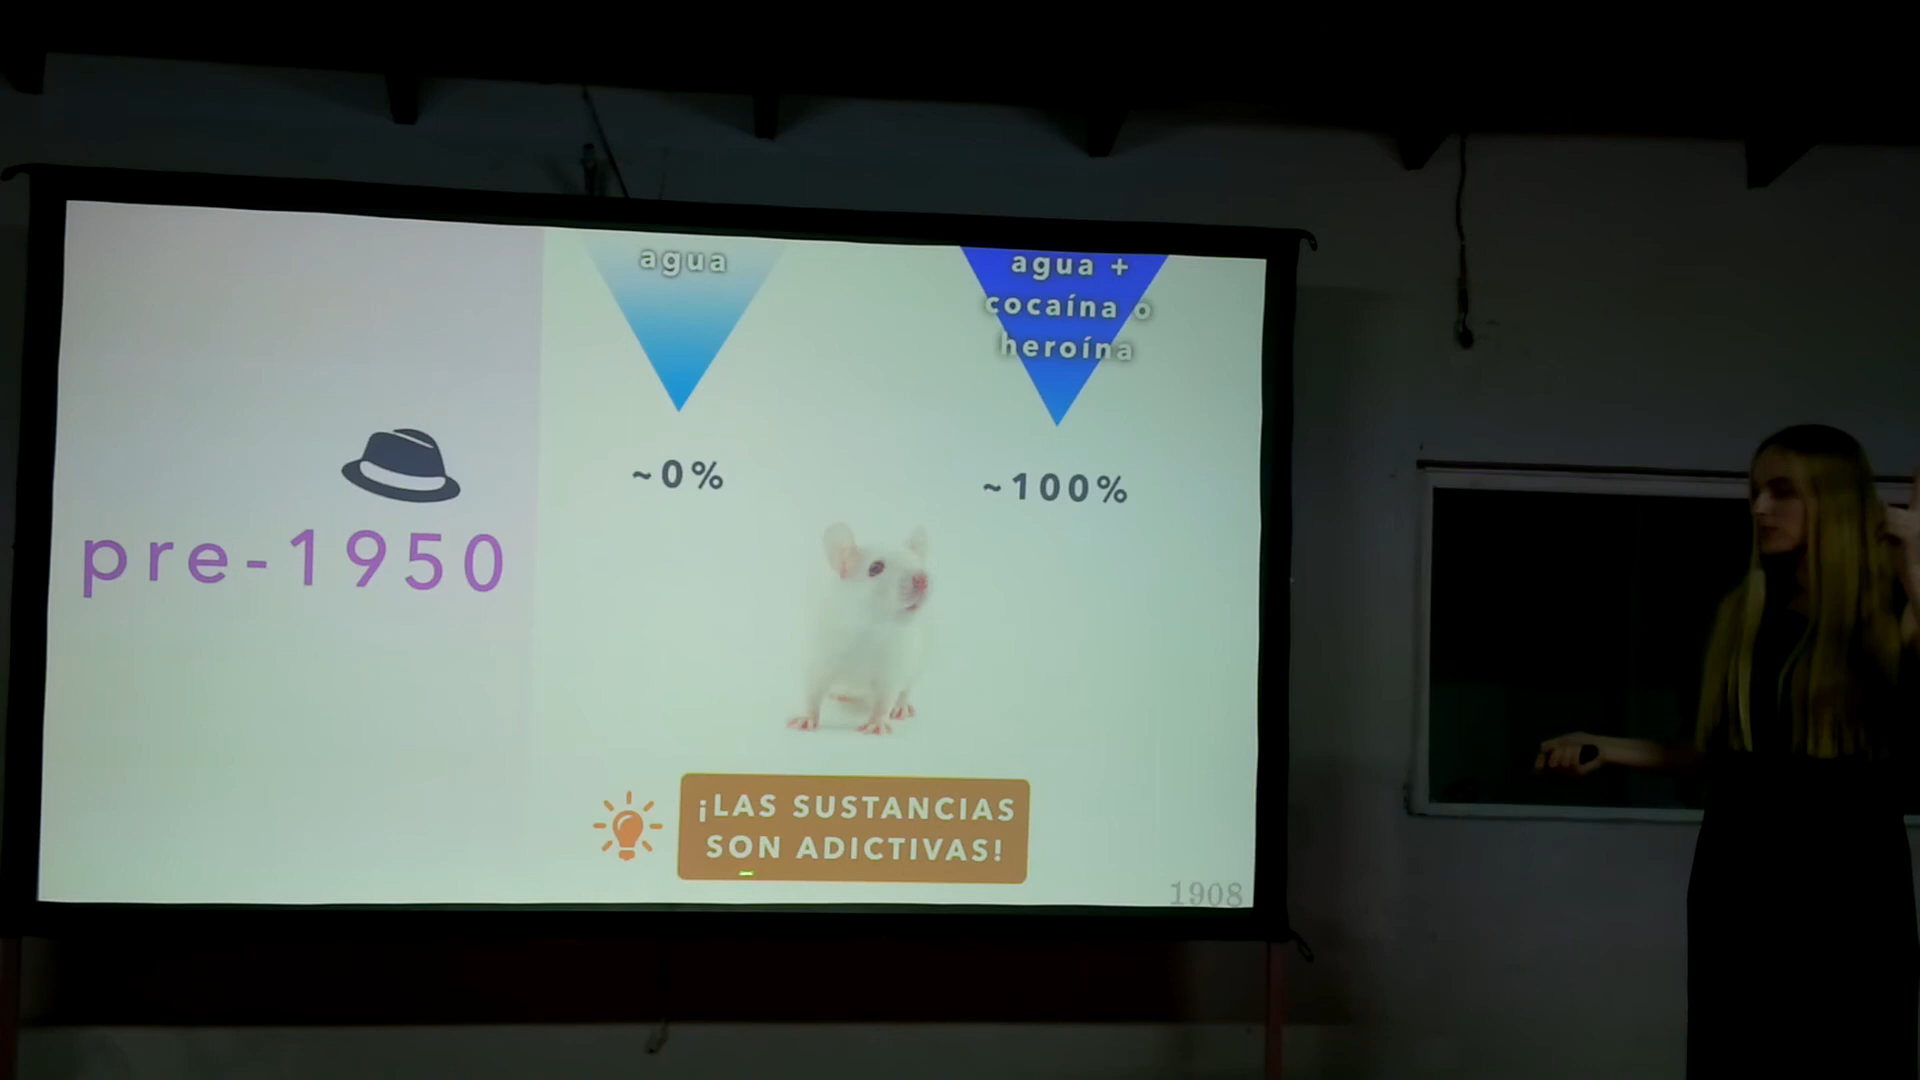 pre-1950
agua
agua +
cocaína o
heroína
~0%
~100%
¡LAS SUSTANCIAS
SON ADICTIVAS!
1908